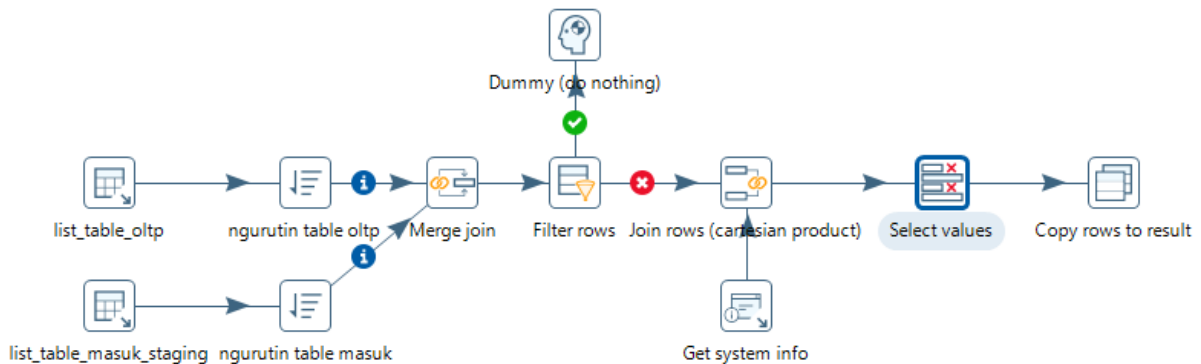 Dummy (do nothing)
list_table_oltp
ngurutin table oltp
Merge join
Filter rows
Join rows (cartesian product)
Select values
Copy rows to result
list_table_masuk_staging
ngurutin table masuk
Get system info